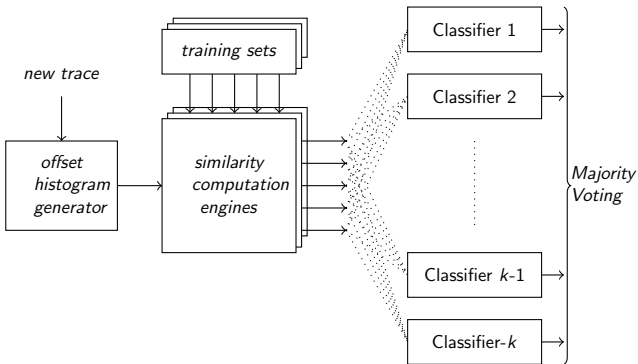 training sets
new trace
offset
histogram
generator
similarity
computation
engines
Classifier 1
Classifier 2
Classifier k-1
Classifier-k
Majority
Voting